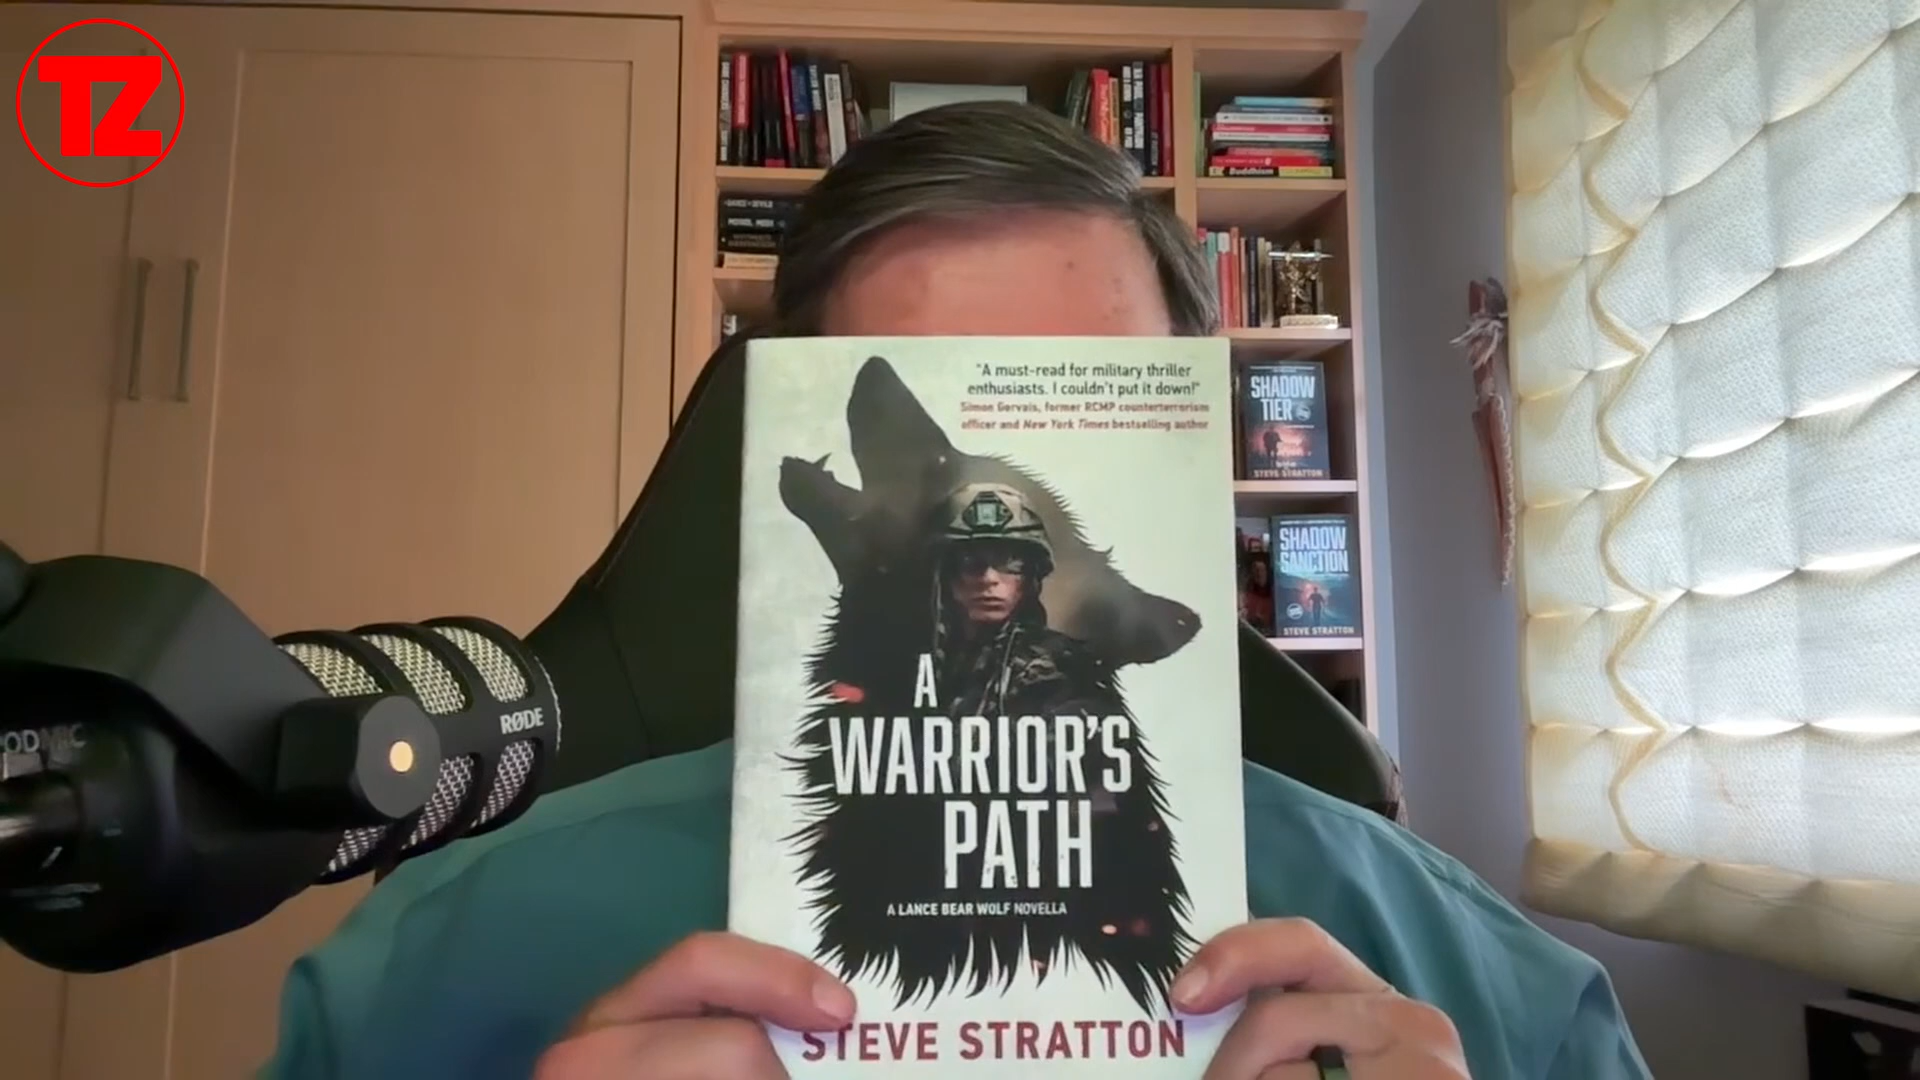 TZ
Buddhism
"A must-read for military thriller
enthusiasts. I couldn't put it down!"
Simon Gervais, former RCMP counterterrorism
officer and New York Times bestselling author
SHADOW
TIER
STEVE STRATTON
SHADOW
SANCTION
STEVE STRATTON
RØDE
A
WARRIOR'S
PATH
A LANCE BEAR WOLF NOVELLA
STEVE STRATTON